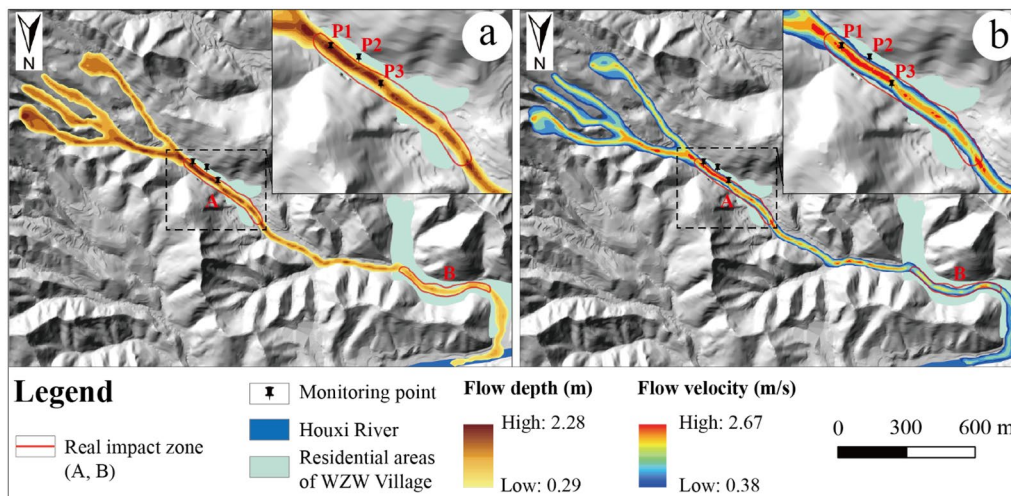 N
P1
P2
P3
a
A
B
N
P1
P2
P3
b
A
B
Legend
Real impact zone
(A, B)
Monitoring point
Houxi River
Residential areas
of WZW Village
Flow depth (m)
High: 2.28
Low: 0.29
Flow velocity (m/s)
High: 2.67
Low: 0.38
0 300 600 m